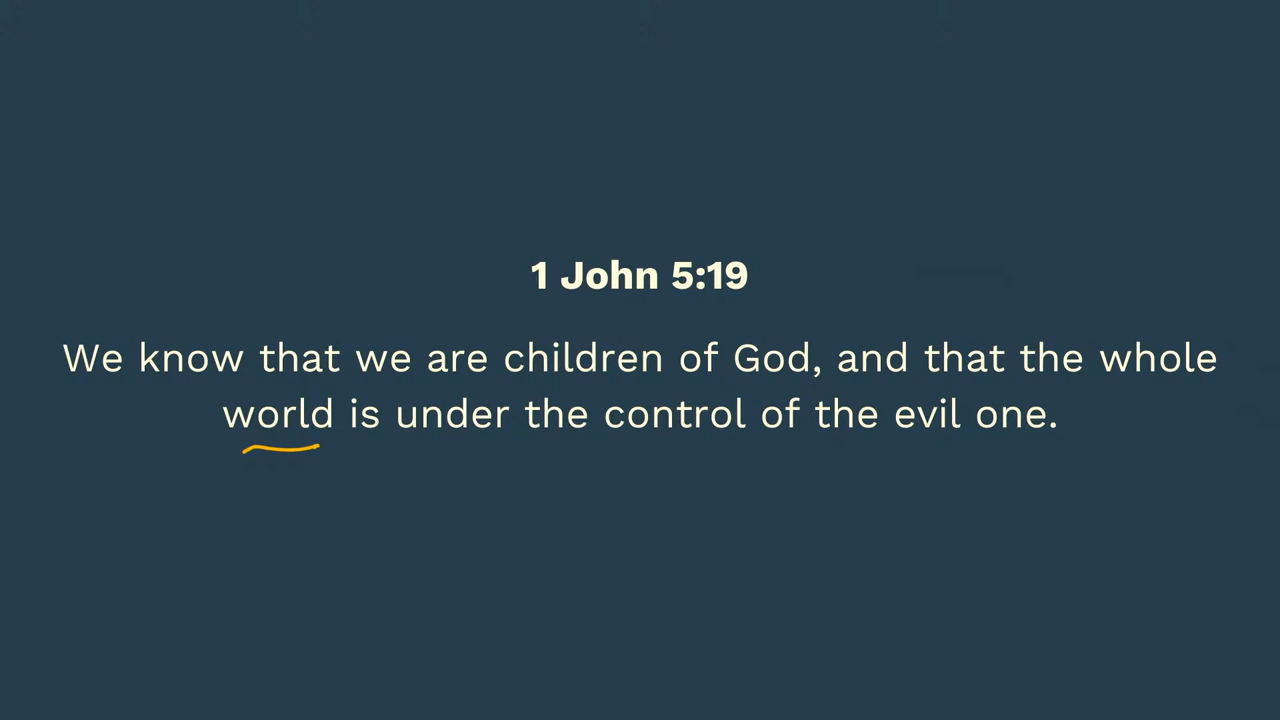 1 John 5:19
We know that we are children of God, and that the whole
world is under the control of the evil one.